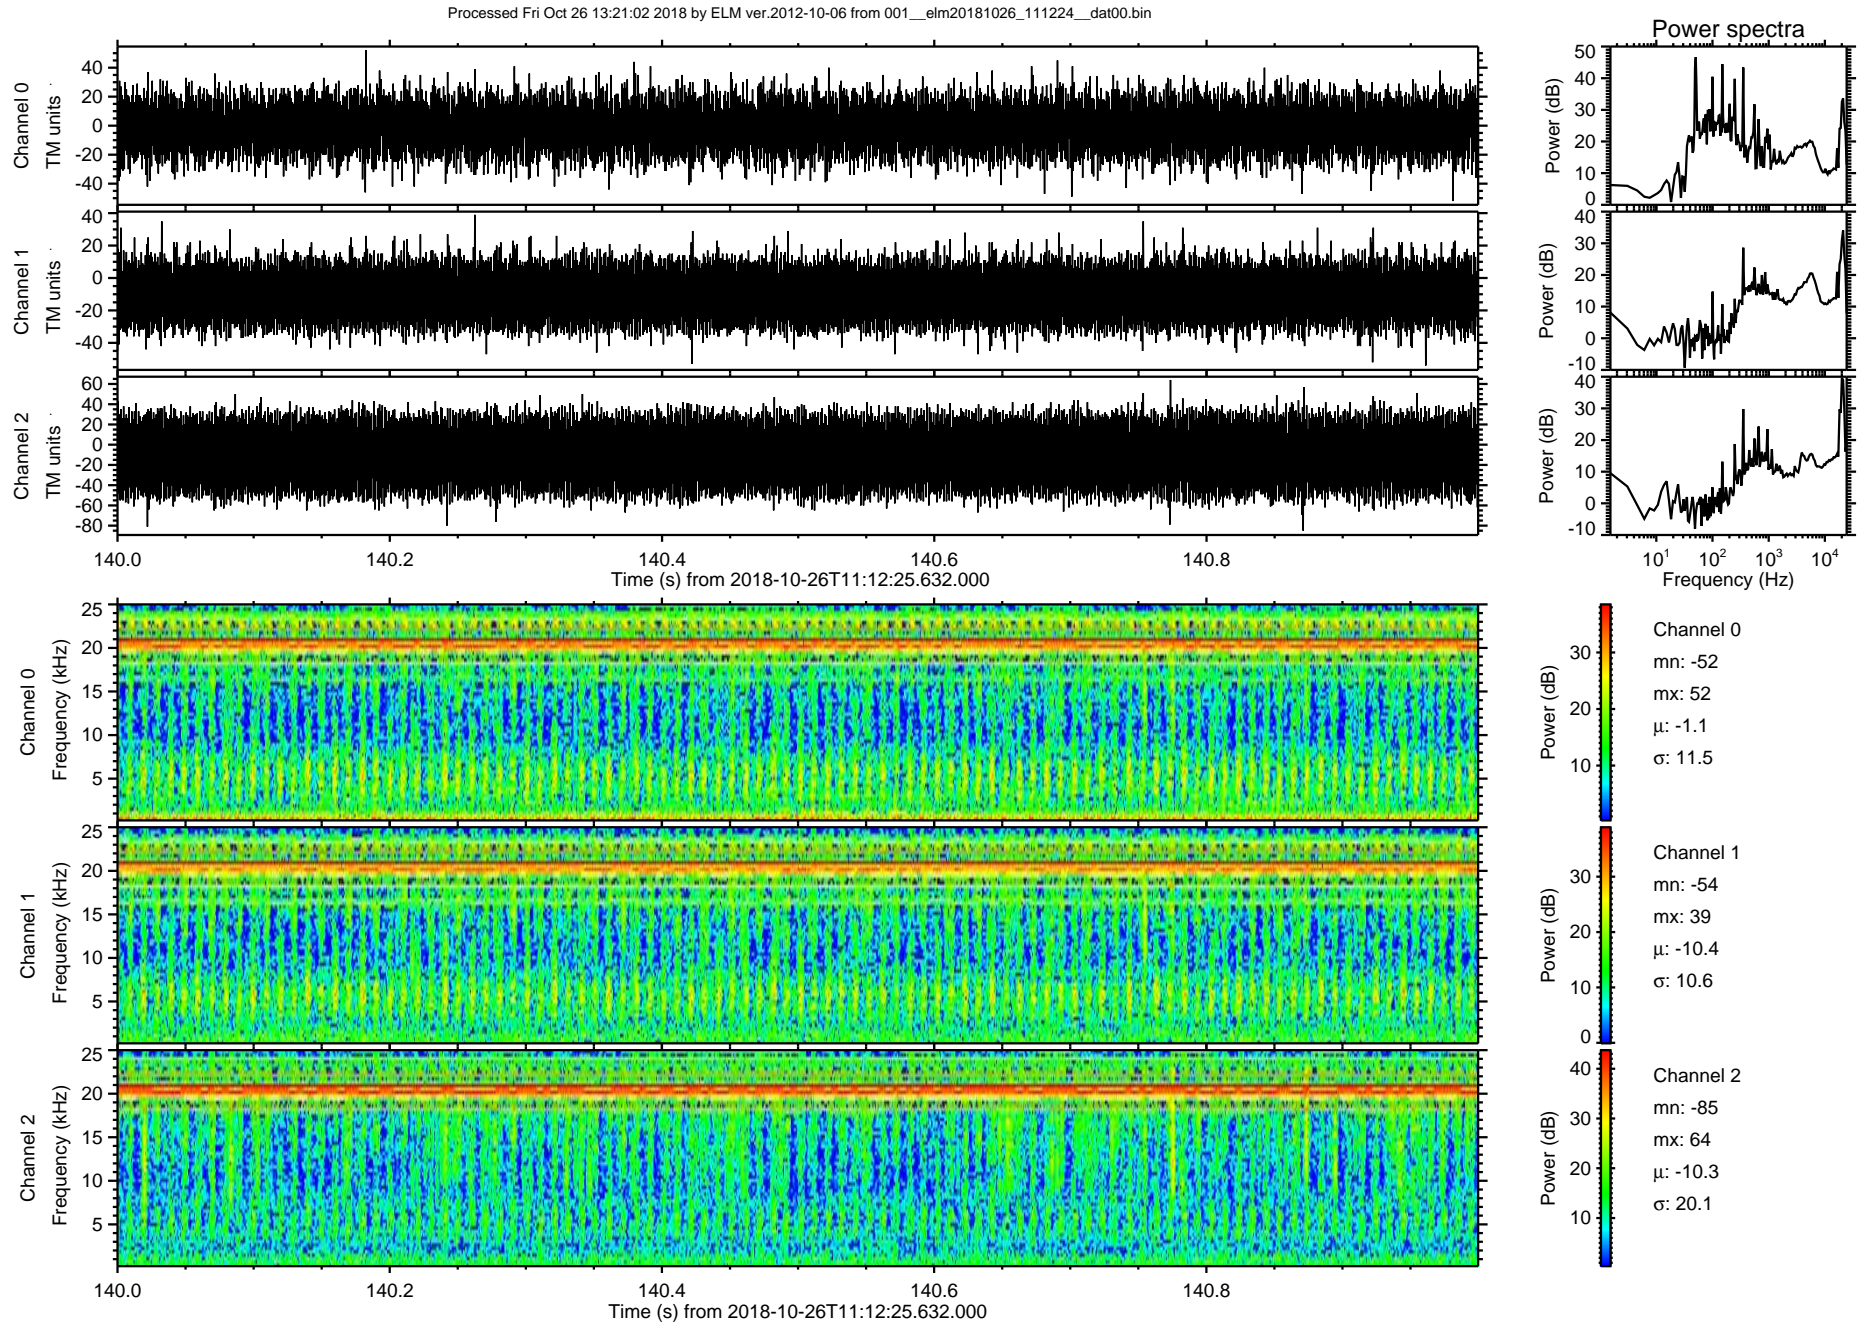 Processed Fri Oct 26 13:21:02 2018 by ELM ver.2012-10-06 from 001__elm20181026_111224__dat00.bin
Power spectra
Channel 0
TM units
40
20
0
-20
-40
Power (dB)
50
40
30
20
10
0
Channel 1
TM units
40
20
0
-20
-40
Power (dB)
40
30
20
10
0
-10
Channel 2
TM units
60
40
20
0
-20
-40
-60
-80
Power (dB)
40
30
20
10
0
-10
140.0 140.2 140.4 140.6 140.8
Time (s) from 2018-10-26T11:12:25.632.000
10^1 10^2 10^3 10^4
Frequency (Hz)
Channel 0
Frequency (kHz)
25
20
15
10
5
Power (dB)
30
20
10
Channel 0
mn: -52
mx: 52
μ: -1.1
σ: 11.5
Channel 1
Frequency (kHz)
25
20
15
10
5
Power (dB)
30
20
10
0
Channel 1
mn: -54
mx: 39
μ: -10.4
σ: 10.6
Channel 2
Frequency (kHz)
25
20
15
10
5
Power (dB)
40
30
20
10
Channel 2
mn: -85
mx: 64
μ: -10.3
σ: 20.1
140.0 140.2 140.4 140.6 140.8
Time (s) from 2018-10-26T11:12:25.632.000